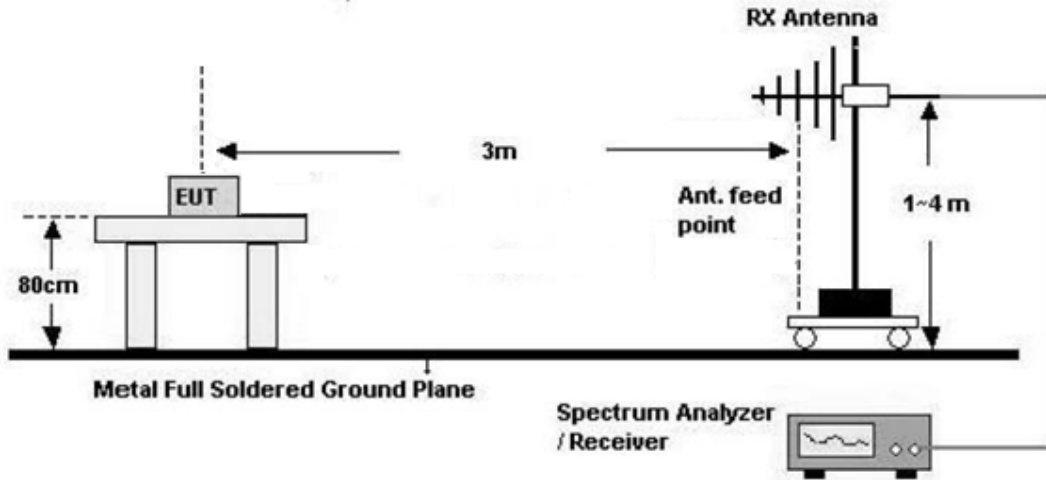 RX Antenna
3m
EUT
Ant. feed
point
1~4 m
80cm
Metal Full Soldered Ground Plane
Spectrum Analyzer
/ Receiver